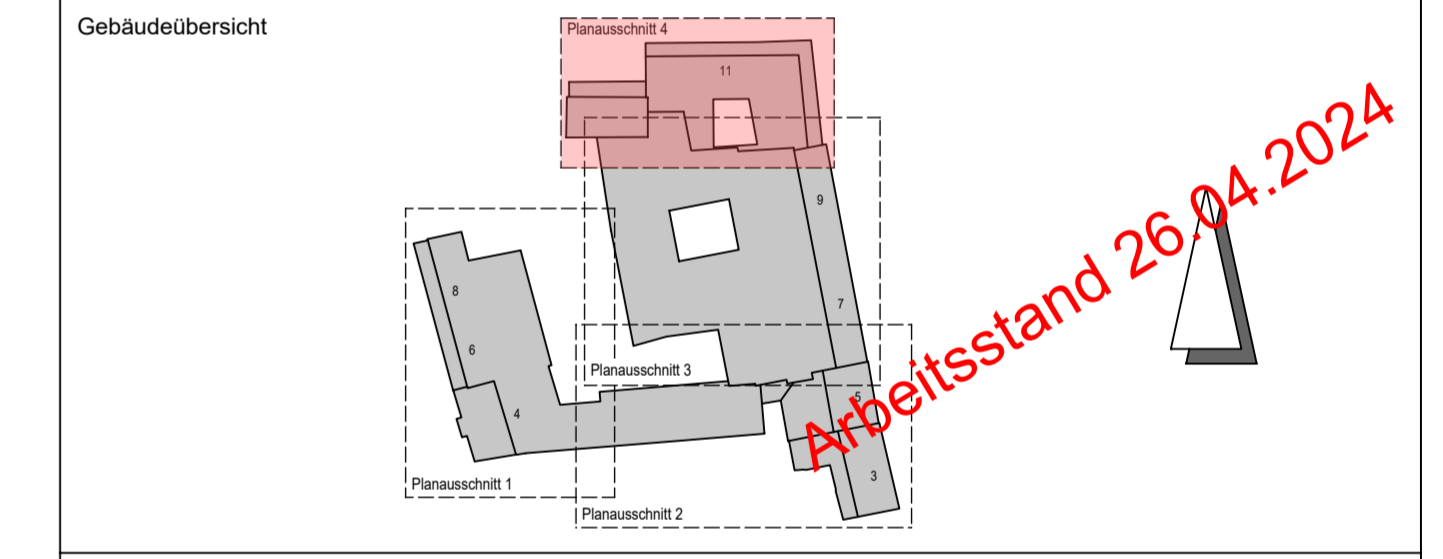 Gebäudeübersicht
Planausschnitt 4
11
9
8
7
6
Planausschnitt 3
5
4
3
Planausschnitt 1
Planausschnitt 2
Arbeitsstand 26.04.2024